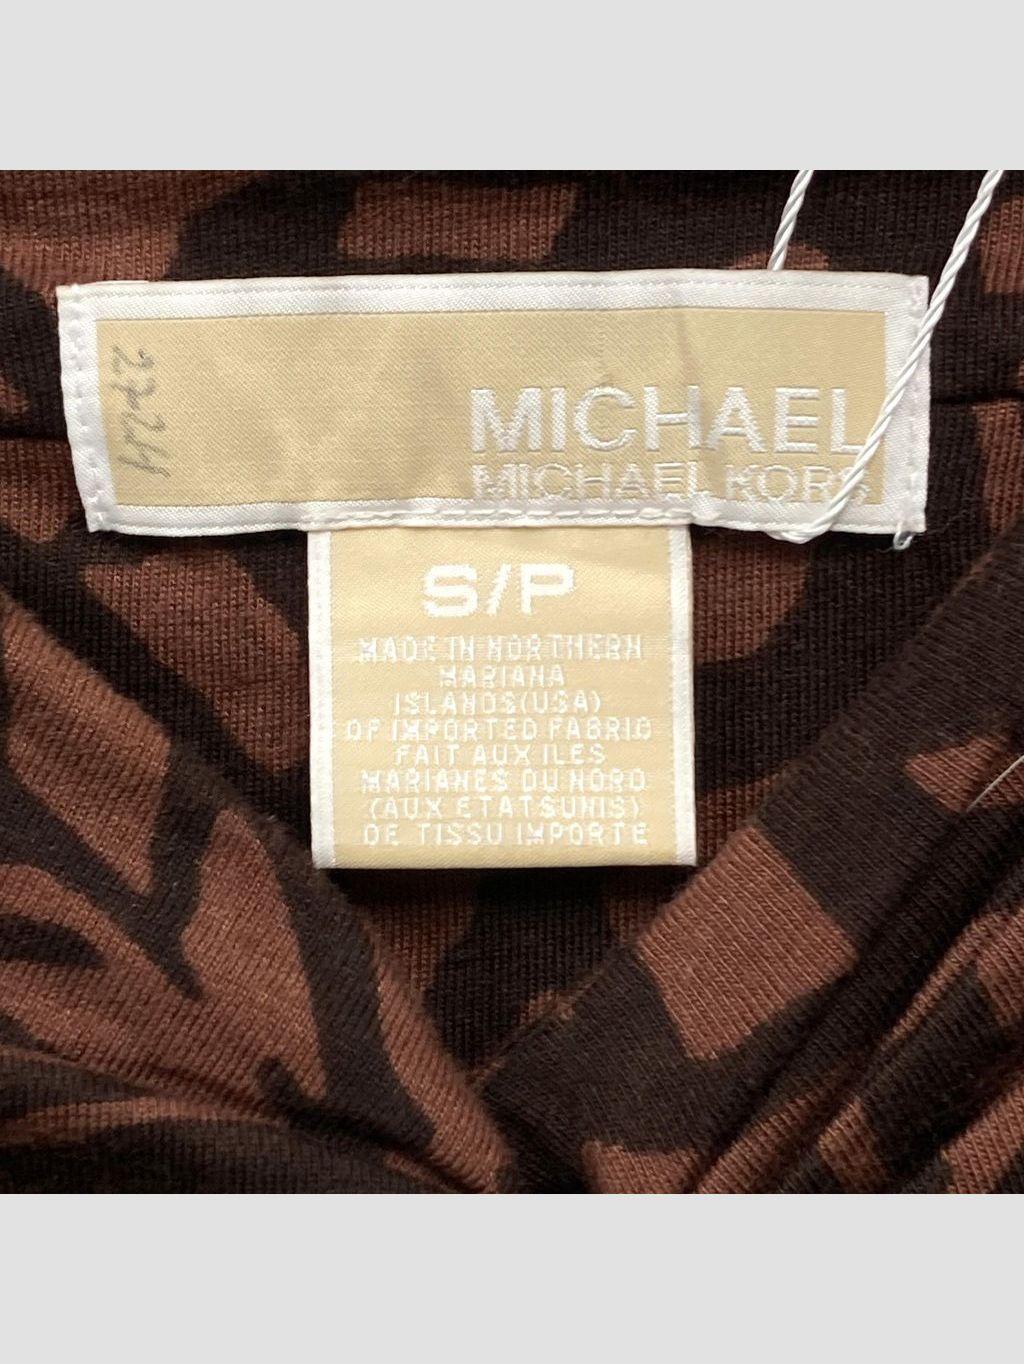 2724
MICHAEL
MICHAEL KORS
S/P
MADE IN NORTHERN
MARIANA
ISLANDS(USA)
OF IMPORTED FABRIC
FAIT AUX ILES
MARIANES DU NORD
(AUX ETATSUNIS)
DE TISSU IMPORTE